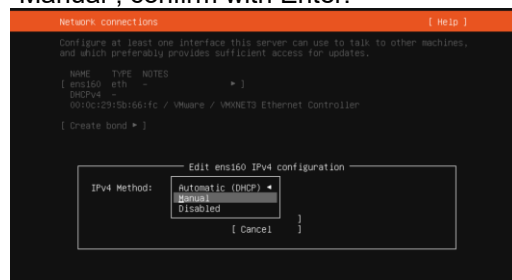 "Manual", confirm with Enter.
Network connections [ Help ]
Configure at least one interface this server can use to talk to other machines,
and which preferably provides sufficient access for updates.
NAME TYPE NOTES
[ ens160 eth - ▸ ]
DHCPv4 -
00:0c:29:5b:66:fc / VMware / VMXNET3 Ethernet Controller
[ Create bond ▸ ]
Edit ens160 IPv4 configuration
IPv4 Method: Automatic (DHCP) ◂
Manual
Disabled
]
[ Cancel ]